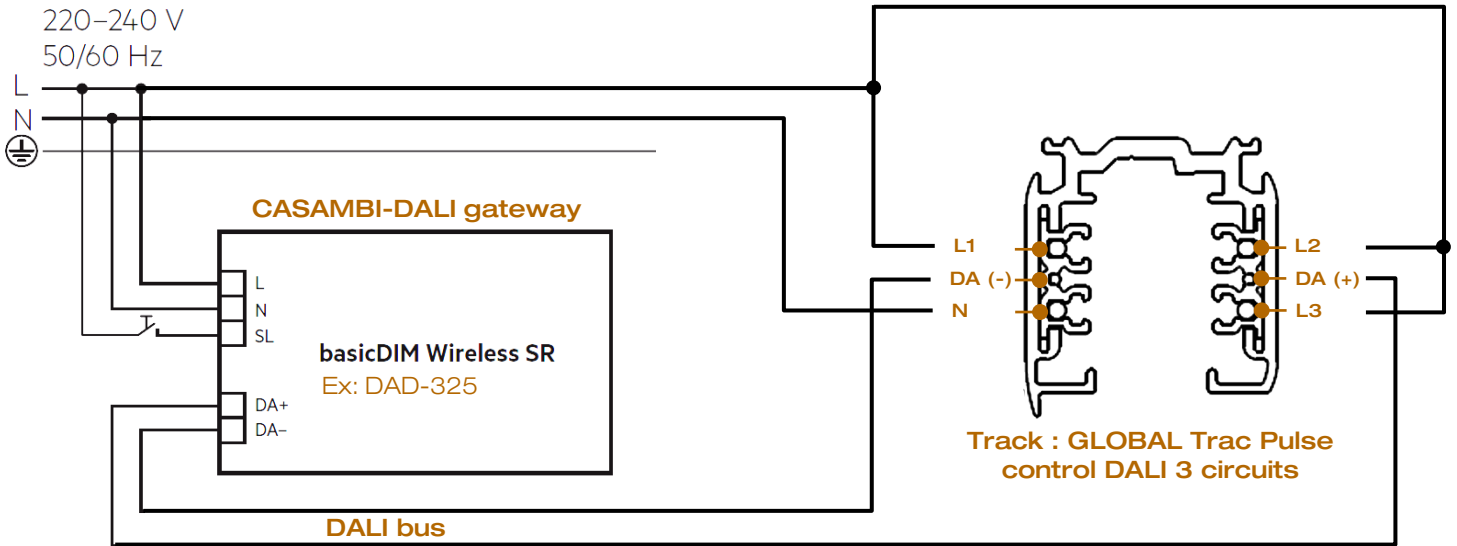 220–240 V
50/60 Hz
L
N
CASAMBI-DALI gateway
L
N
SL
basicDIM Wireless SR
Ex: DAD-325
DA+
DA–
DALI bus
L1
DA (-)
N
L2
DA (+)
L3
Track : GLOBAL Trac Pulse
control DALI 3 circuits